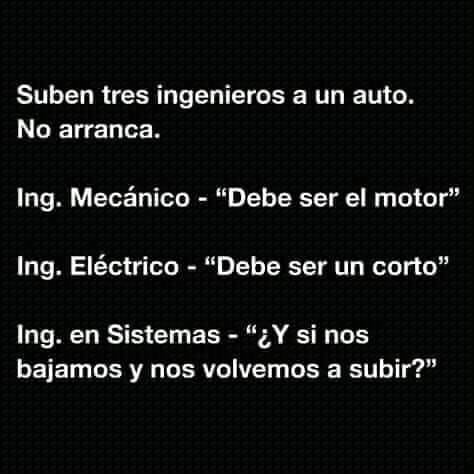 Suben tres ingenieros a un auto.
No arranca.
Ing. Mecánico - “Debe ser el motor”
Ing. Eléctrico - “Debe ser un corto”
Ing. en Sistemas - “¿Y si nos
bajamos y nos volvemos a subir?”